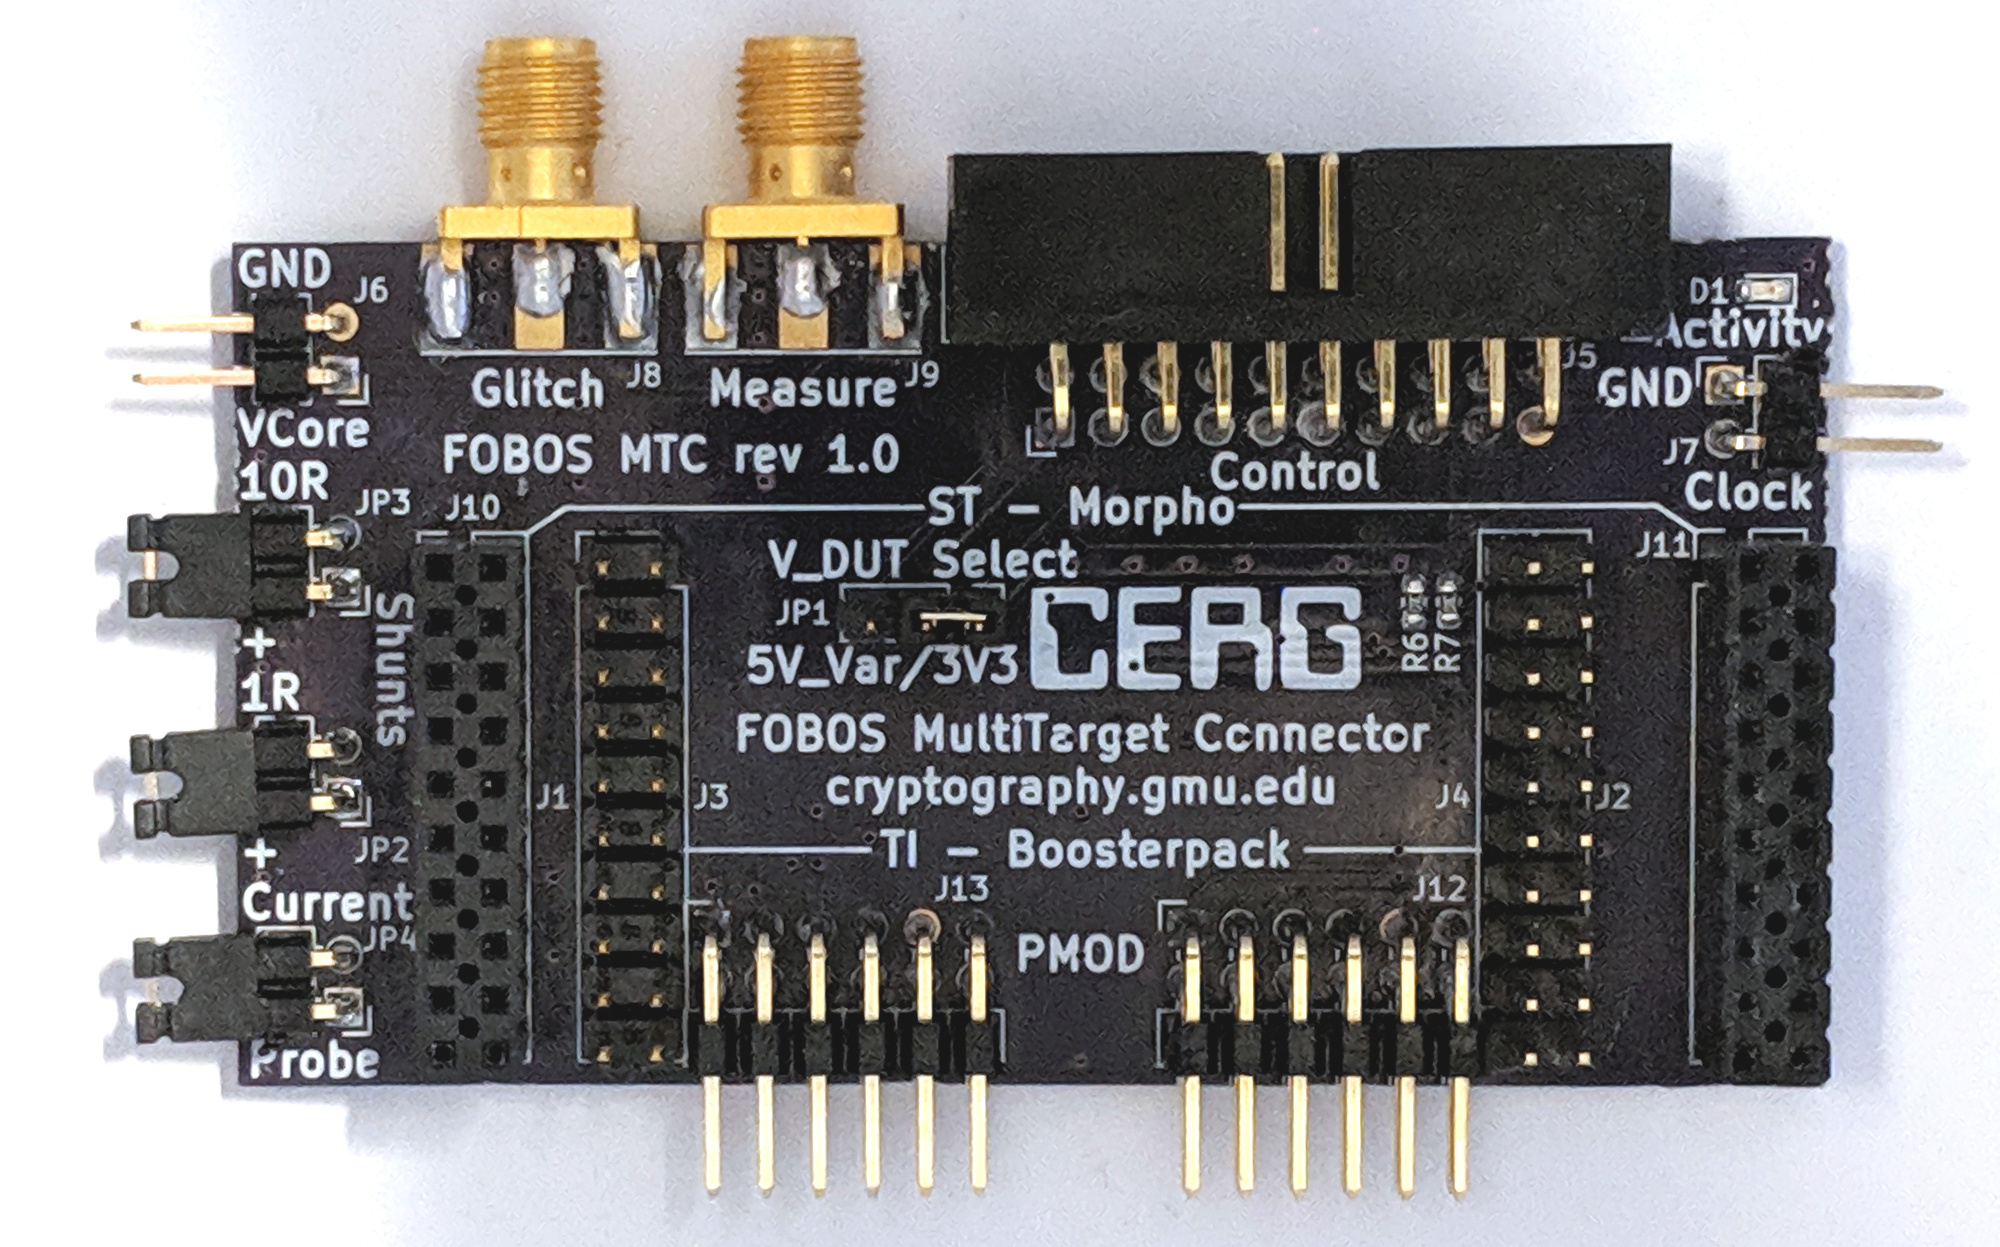 GND
J6
VCore
10R
JP3
+
1R
Shunts
JP2
+
Current
JP4
Probe
Glitch J8
Measure J9
FOBOS MTC rev 1.0
J10
ST - Morpho
Control
J5
D1
Activity
GND
J7
Clock
J11
V_DUT Select
JP1
5V_Var/3V3
CERG
R6
R7
FOBOS MultiTarget Connector
cryptography.gmu.edu
J1
J3
J4
J2
TI - Boosterpack
J13
PMOD
J12